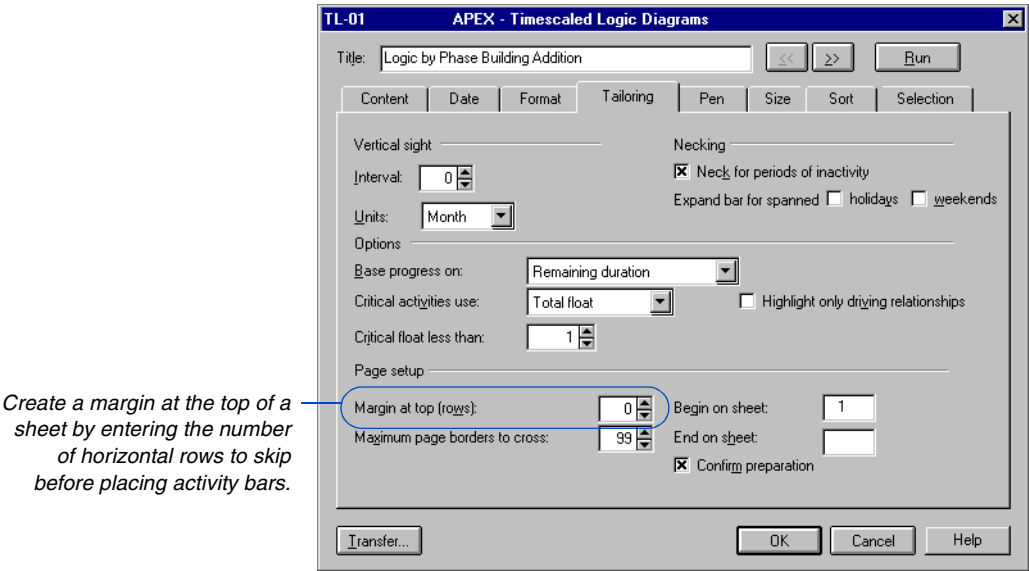 TL-01 APEX - Timescaled Logic Diagrams
Title: Logic by Phase Building Addition << >> Run
Content Date Format Tailoring Pen Size Sort Selection
Vertical sight Necking
Interval: 0 Neck for periods of inactivity
Expand bar for spanned holidays weekends
Units: Month
Options
Base progress on: Remaining duration
Critical activities use: Total float Highlight only driving relationships
Critical float less than: 1
Page setup
Margin at top (rows): 0 Begin on sheet: 1
Maximum page borders to cross: 99 End on sheet:
Confirm preparation
Transfer... OK Cancel Help
Create a margin at the top of a
sheet by entering the number
of horizontal rows to skip
before placing activity bars.